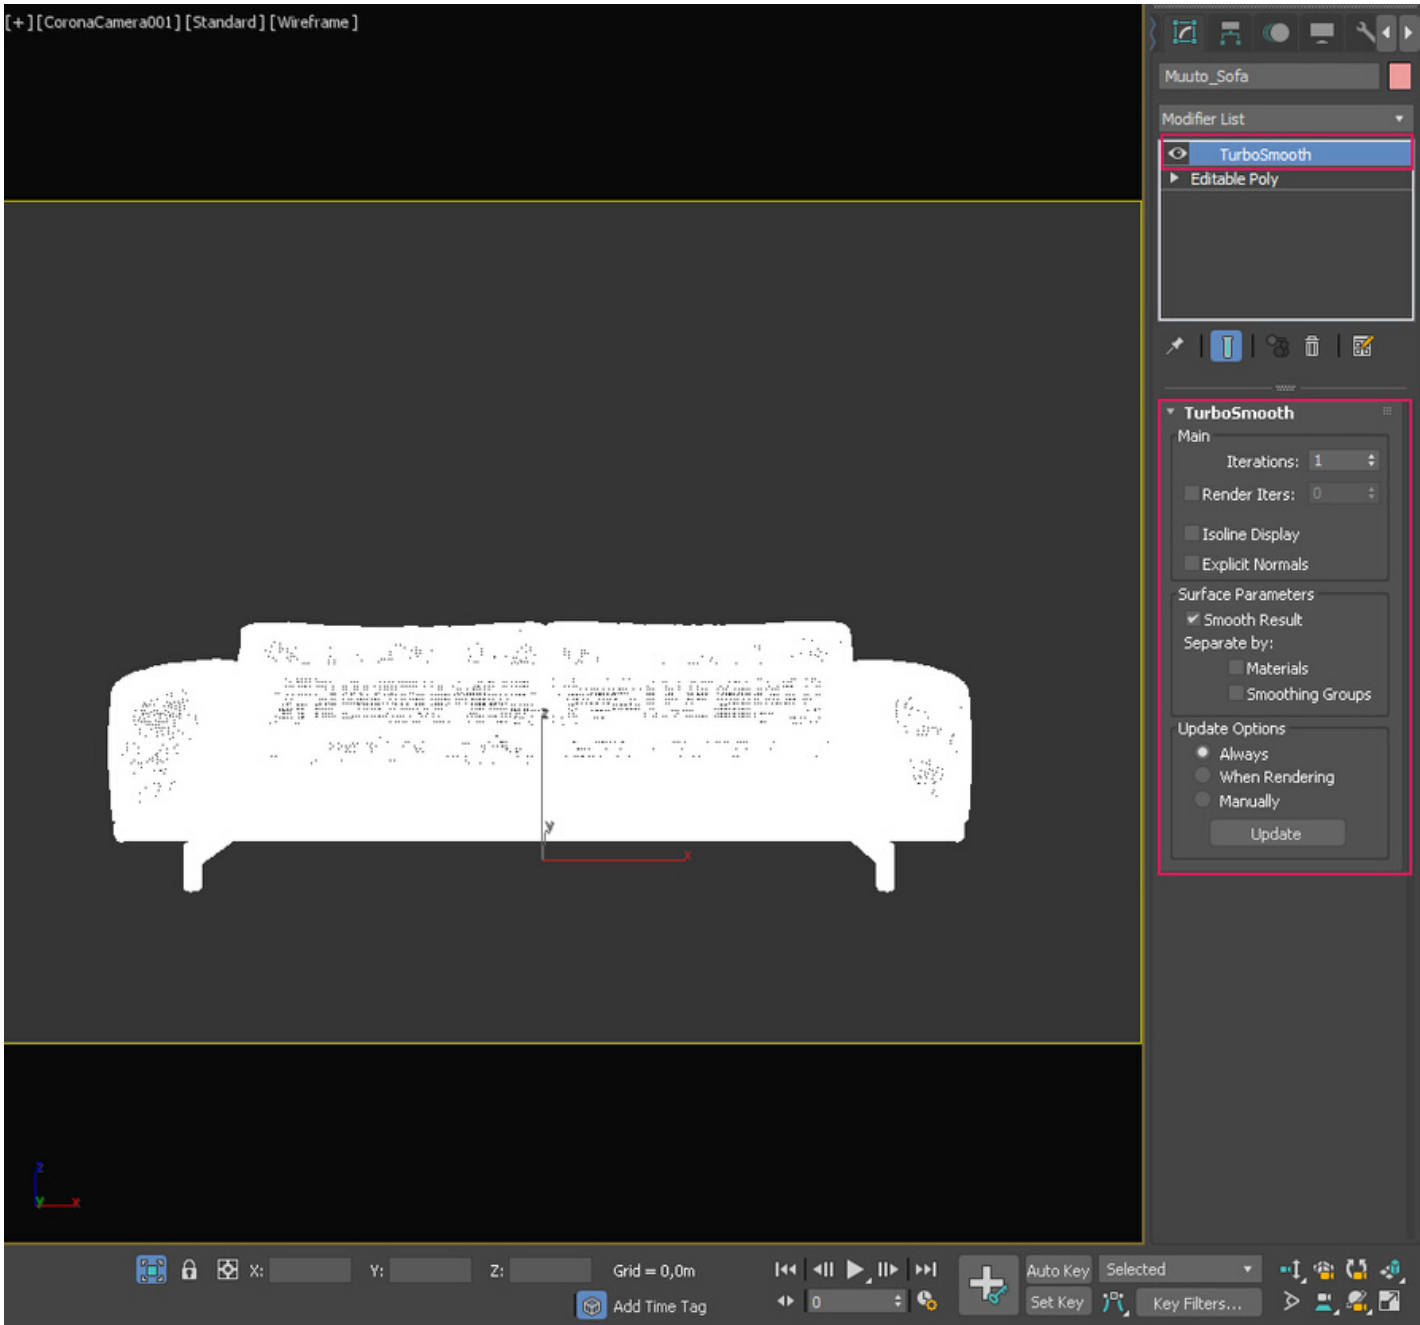 [+] [CoronaCamera001] [Standard] [Wireframe]
Muuto_Sofa
Modifier List
TurboSmooth
Editable Poly
TurboSmooth
Main
Iterations: 1
Render Iters: 0
Isoline Display
Explicit Normals
Surface Parameters
Smooth Result
Separate by:
Materials
Smoothing Groups
Update Options
Always
When Rendering
Manually
Update
z
y
x
z
y x
X: Y: Z: Grid = 0,0m
Auto Key Selected
0
Add Time Tag
Set Key Key Filters...